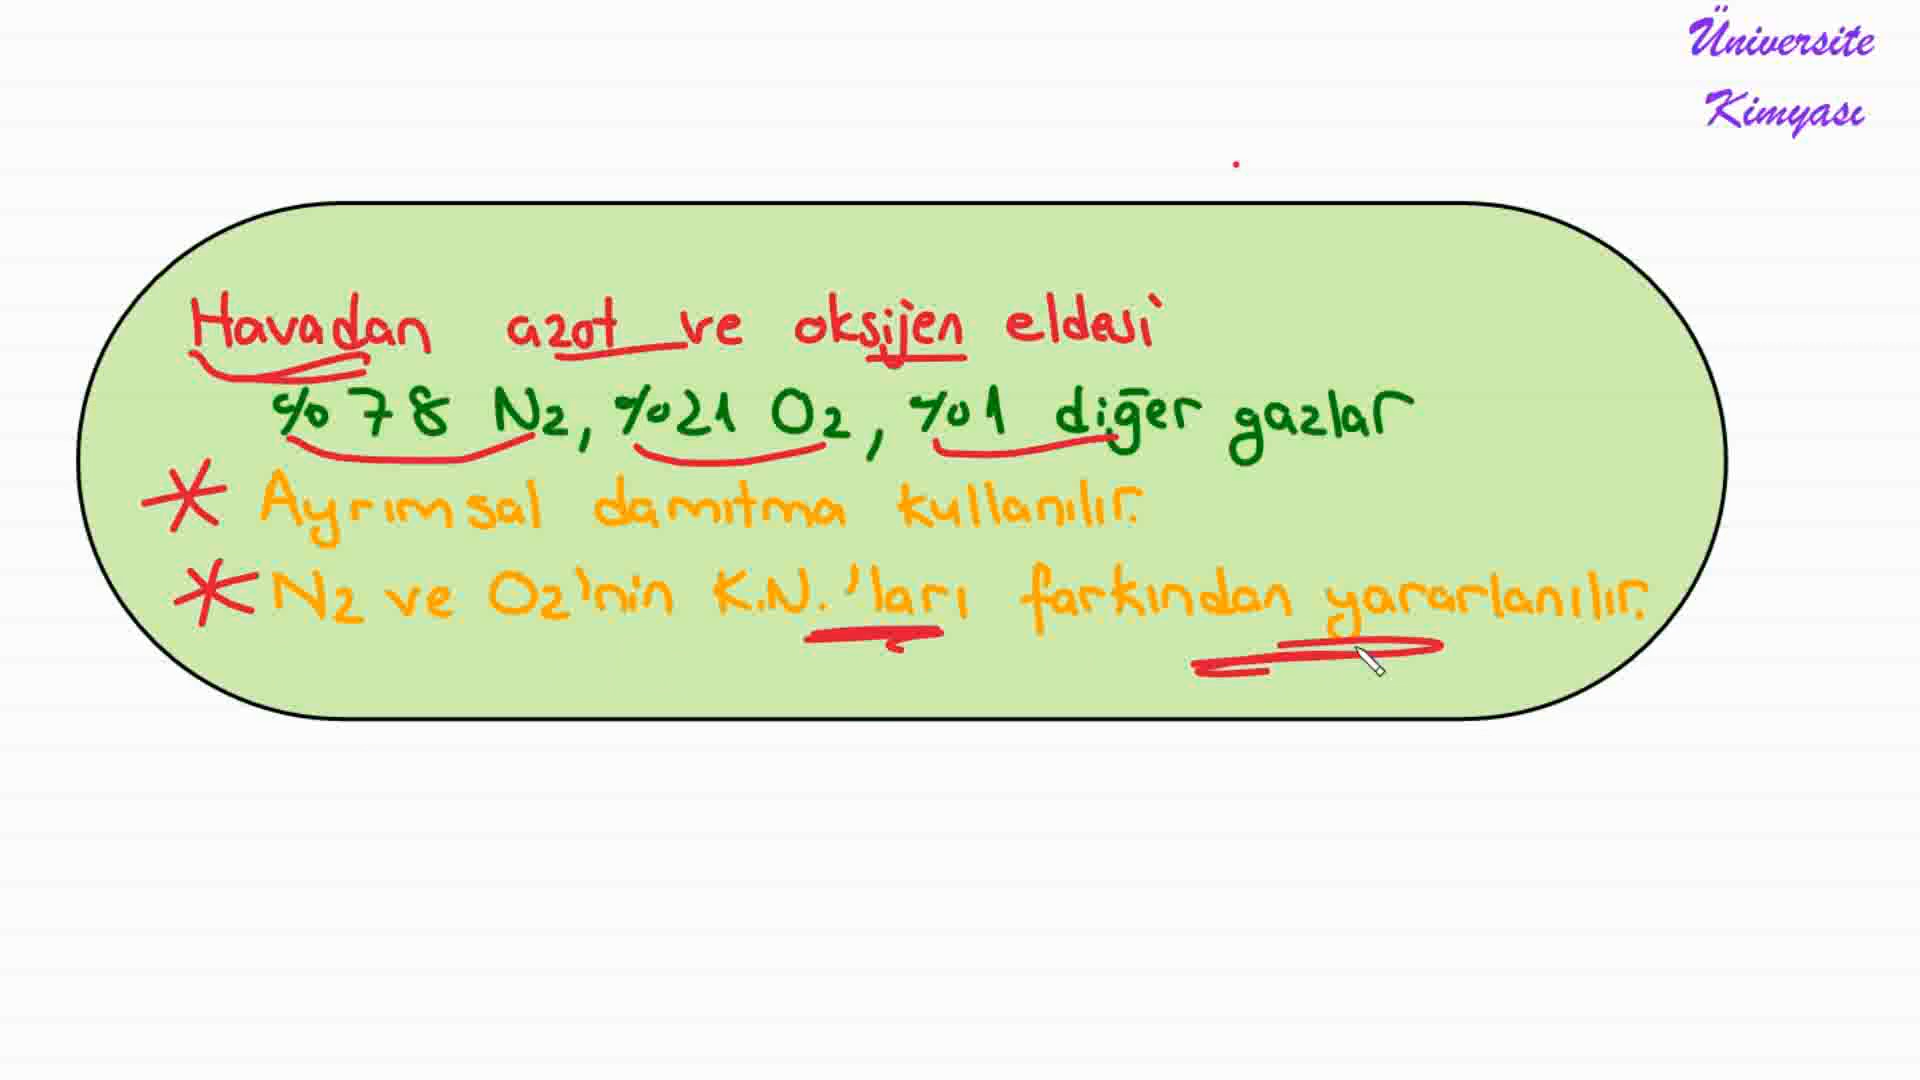 Üniversite
Kimyası
Havadan azot ve oksijen eldesi
%78 N2, %21 O2, %1 diğer gazlar
* Ayrımsal damıtma kullanılır.
* N2 ve O2'nin K.N.'ları farkından yararlanılır.